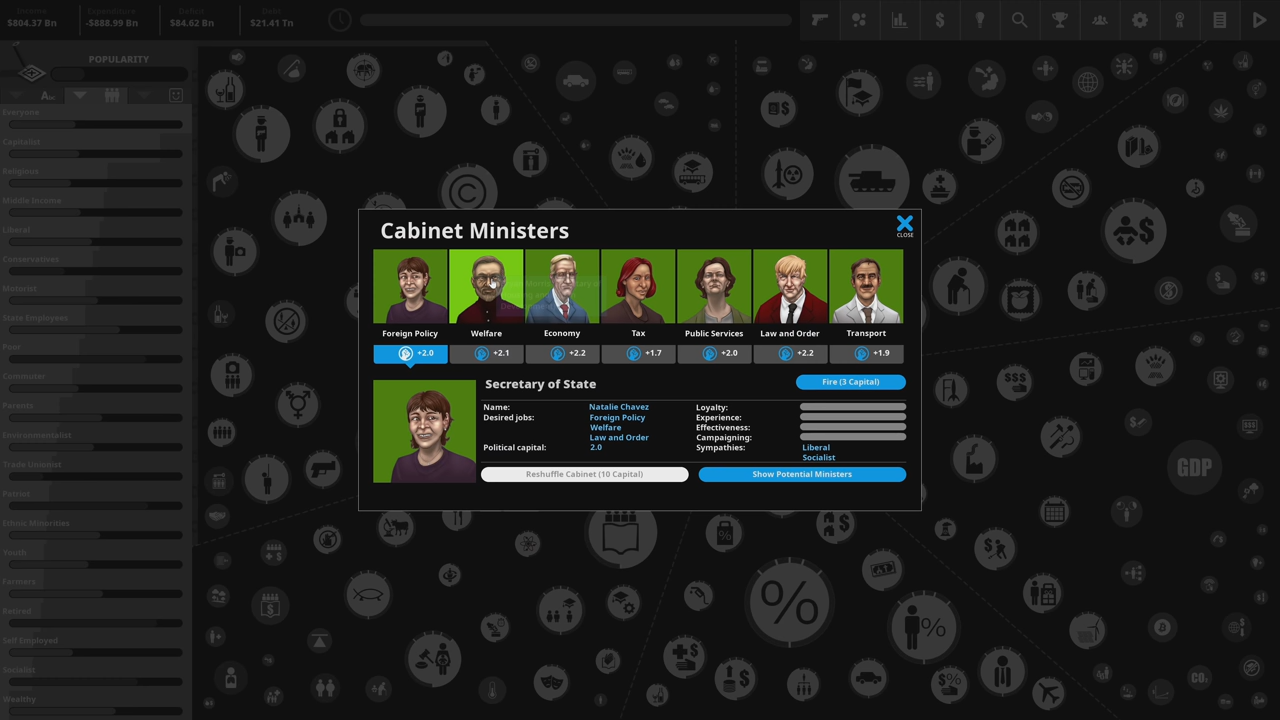 Income
Expenditure
Deficit
Debt
$804.37 Bn
-$888.99 Bn
$84.62 Bn
$21.41 Tn
POPULARITY
Everyone
Capitalist
Religious
Middle Income
Liberal
Conservatives
Motorist
State Employees
Poor
Commuter
Parents
Environmentalist
Trade Unionist
Patriot
Ethnic Minorities
Youth
Farmers
Retired
Self Employed
Socialist
Wealthy
Cabinet Ministers
CLOSE
Foreign Policy
Welfare
Economy
Tax
Public Services
Law and Order
Transport
+2.0
+2.1
+2.2
+1.7
+2.0
+2.2
+1.9
Secretary of State
Fire (3 Capital)
Name:
Natalie Chavez
Desired jobs:
Foreign Policy
Welfare
Law and Order
Political capital:
2.0
Loyalty:
Experience:
Effectiveness:
Campaigning:
Sympathies:
Liberal
Socialist
Reshuffle Cabinet (10 Capital)
Show Potential Ministers
GDP